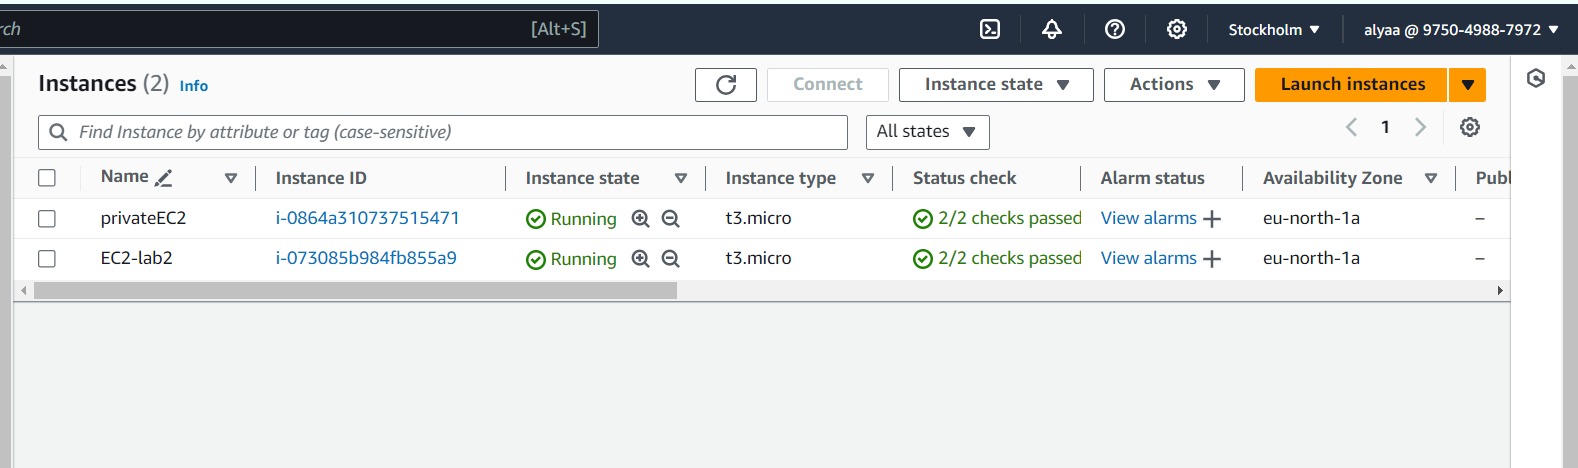 rch [Alt+S] Stockholm ▼ alyaa @ 9750-4988-7972 ▼
Instances (2) Info Connect Instance state ▼ Actions ▼ Launch instances ▼
Find Instance by attribute or tag (case-sensitive) All states ▼ < 1 >
Name Instance ID Instance state Instance type Status check Alarm status Availability Zone Publ
privateEC2 i-0864a310737515471 Running t3.micro 2/2 checks passed View alarms + eu-north-1a –
EC2-lab2 i-073085b984fb855a9 Running t3.micro 2/2 checks passed View alarms + eu-north-1a –